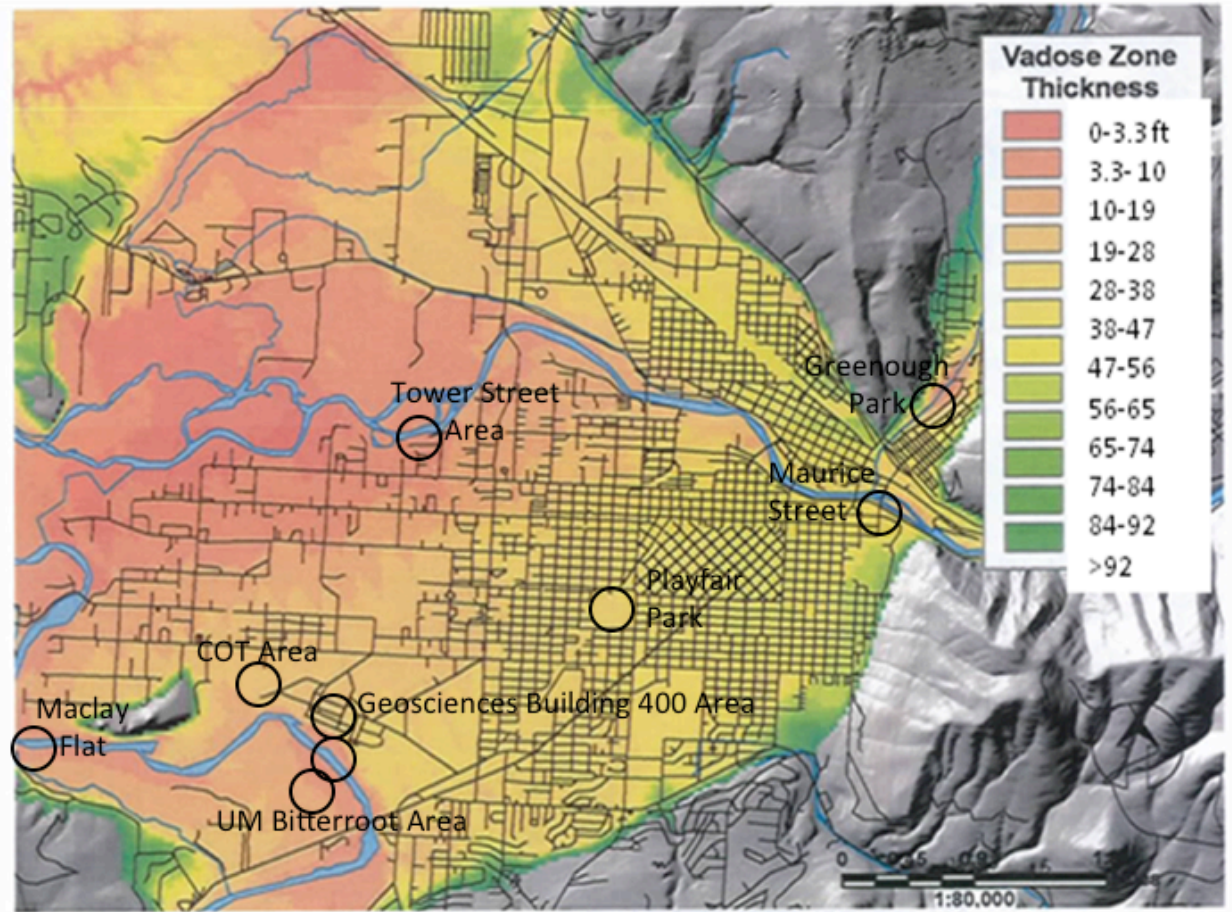 Vadose Zone
Thickness
0-3.3 ft
3.3- 10
10-19
19-28
28-38
38-47
47-56
56-65
65-74
74-84
84-92
>92
Greenough
Park
Tower Street
Area
Maurice
Street
Playfair
Park
COT Area
Geosciences Building 400 Area
Maclay
Flat
UM Bitterroot Area
0
1:80,000